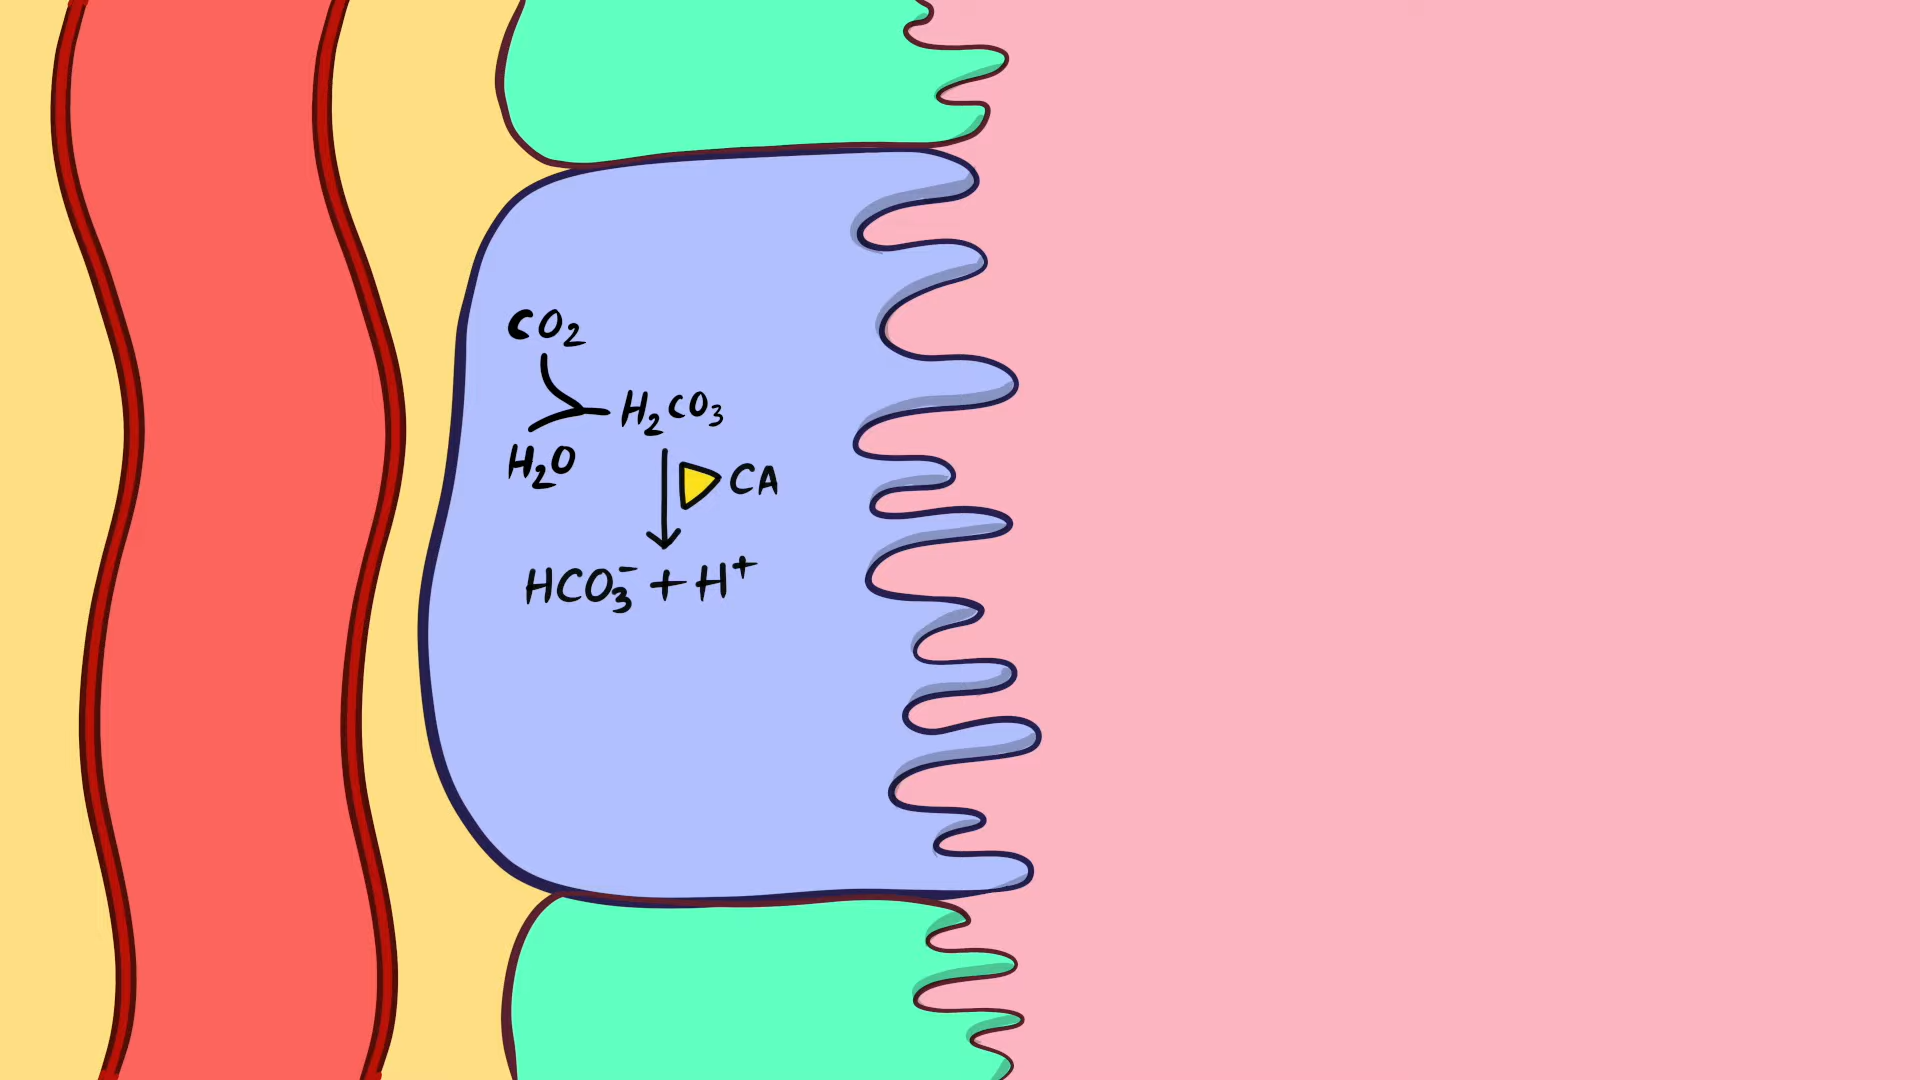 CO₂
H₂CO₃
H₂O
CA
HCO₃⁻ + H⁺